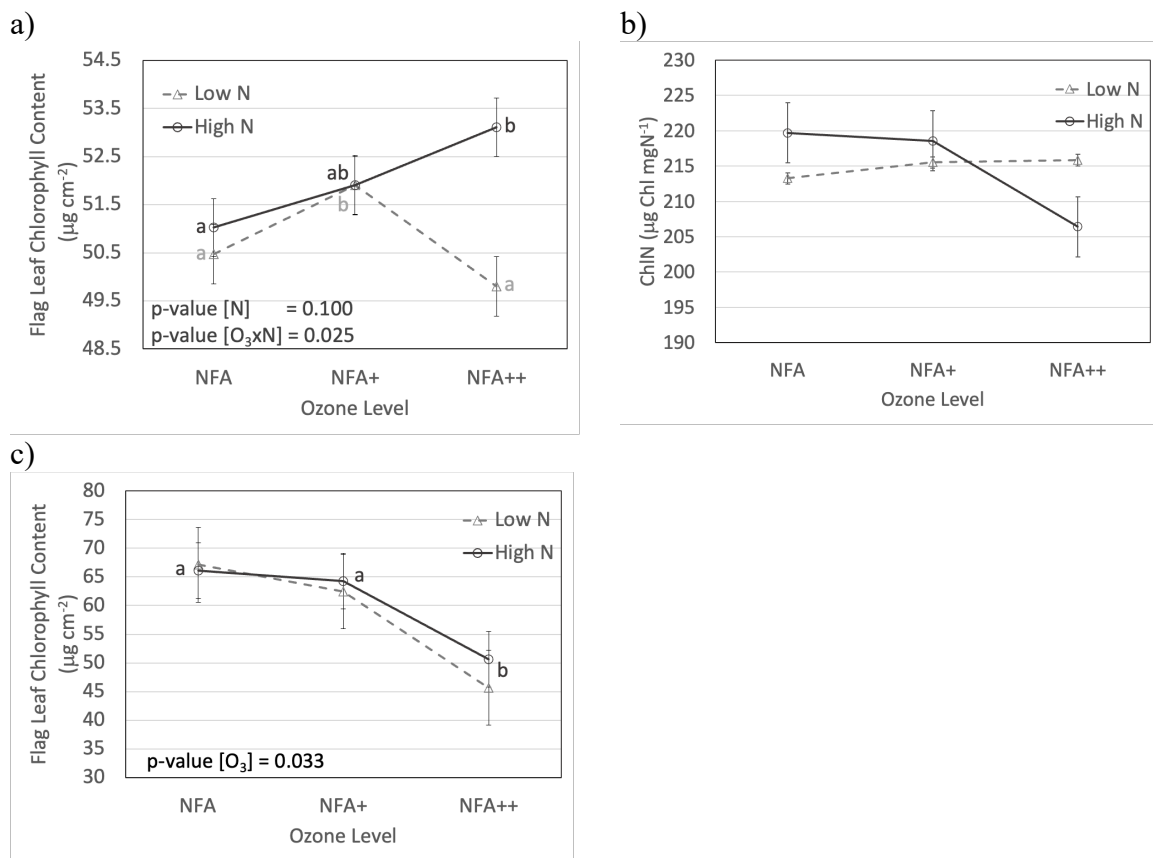 a)
54.5
53.5
52.5
51.5
50.5
49.5
48.5
Flag Leaf Chlorophyll Content
(µg cm-2)
Low N
High N
a
ab
b
a
b
a
p-value [N] = 0.100
p-value [O3xN] = 0.025
NFA
NFA+
NFA++
Ozone Level
b)
230
225
220
215
210
205
200
195
190
ChlN (µg Chl mgN-1)
Low N
High N
NFA
NFA+
NFA++
Ozone Level
c)
80
75
70
65
60
55
50
45
40
35
30
Flag Leaf Chlorophyll Content
(µg cm-2)
Low N
High N
a
a
b
p-value [O3] = 0.033
NFA
NFA+
NFA++
Ozone Level